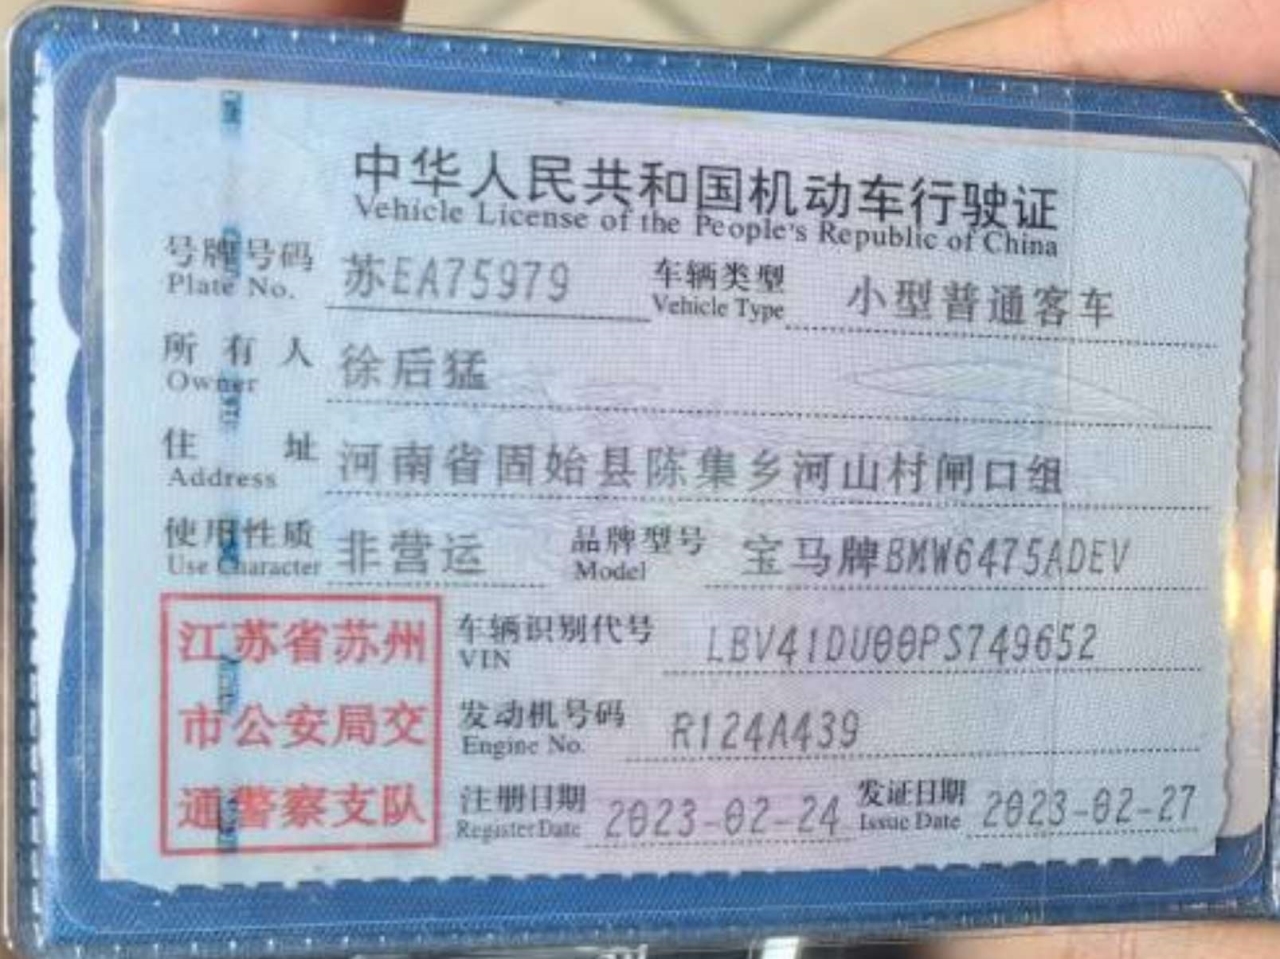 中华人民共和国机动车行驶证
Vehicle License of the People's Republic of China
号牌号码 苏EA75979 车辆类型 小型普通客车
Plate No. Vehicle Type
所有人 徐后猛
Owner
住址 河南省固始县陈集乡河山村闸口组
Address
使用性质 非营运 品牌型号 宝马牌BMW6475ADEV
Use Character Model
江苏省苏州
市公安局交
通警察支队
车辆识别代号 LBV41DU00PS749652
VIN
发动机号码 R124A439
Engine No.
注册日期 2023-02-24 发证日期 2023-02-27
Register Date Issue Date